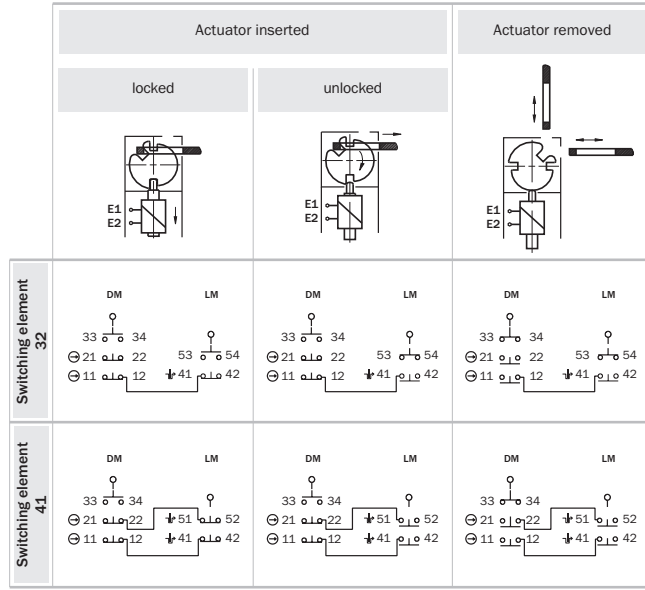 Actuator inserted
Actuator removed
locked
unlocked
E1
E2
E1
E2
E1
E2
Switching element
32
DM LM
33 34
21 22 53 54
11 12 41 42
DM LM
33 34
21 22 53 54
11 12 41 42
DM LM
33 34
21 22 53 54
11 12 41 42
Switching element
41
DM LM
33 34
21 22 51 52
11 12 41 42
DM LM
33 34
21 22 51 52
11 12 41 42
DM LM
33 34
21 22 51 52
11 12 41 42